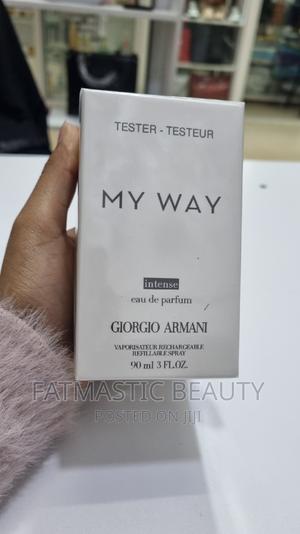 TESTER - TESTEUR
MY WAY
intense
eau de parfum
GIORGIO ARMANI
VAPORISATEUR RECHARGEABLE
REFILLABLE SPRAY
90 ml 3 FL.OZ.
FATMASTIC BEAUTY
POSTED ON JIJI